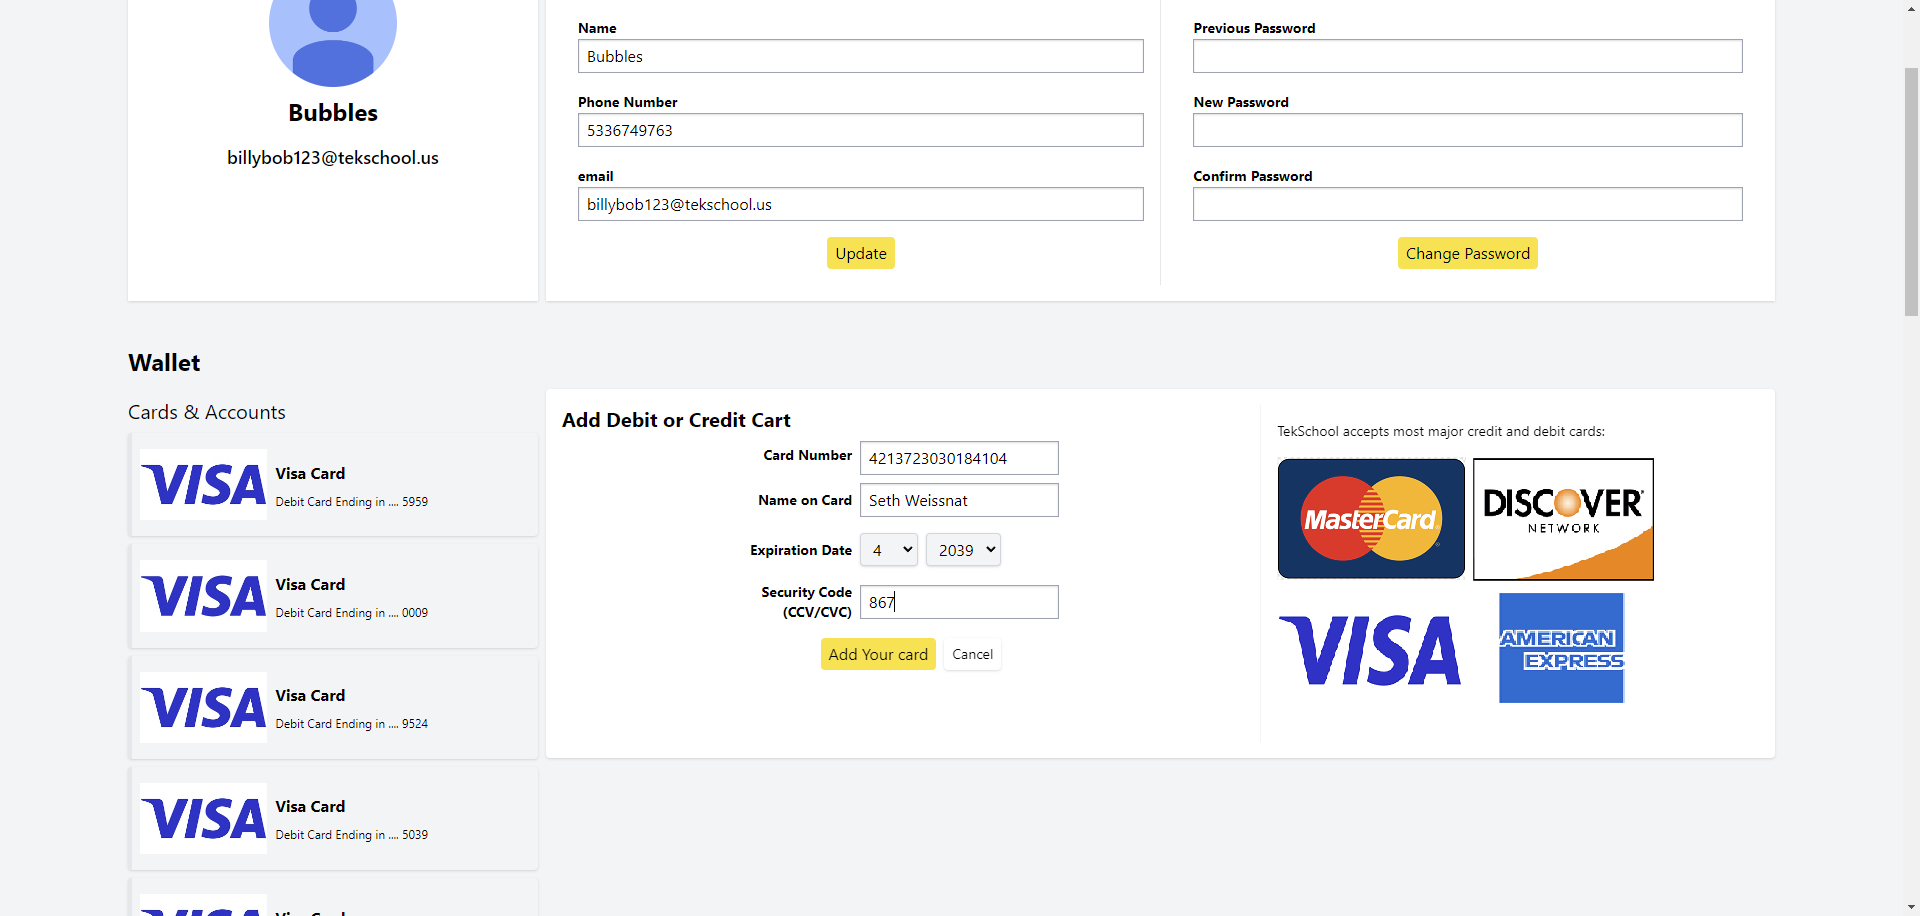 Bubbles
billybob123@tekschool.us
Name
Bubbles
Phone Number
5336749763
email
billybob123@tekschool.us
Update
Previous Password
New Password
Confirm Password
Change Password
Wallet
Cards & Accounts
VISA
Visa Card
Debit Card Ending in .... 5959
VISA
Visa Card
Debit Card Ending in .... 0009
VISA
Visa Card
Debit Card Ending in .... 9524
VISA
Visa Card
Debit Card Ending in .... 5039
Add Debit or Credit Cart
Card Number
4213723030184104
Name on Card
Seth Weissnat
Expiration Date
4
2039
Security Code
(CCV/CVC)
867
Add Your card
Cancel
TekSchool accepts most major credit and debit cards:
MasterCard
DISCOVER
NETWORK
VISA
AMERICAN
EXPRESS